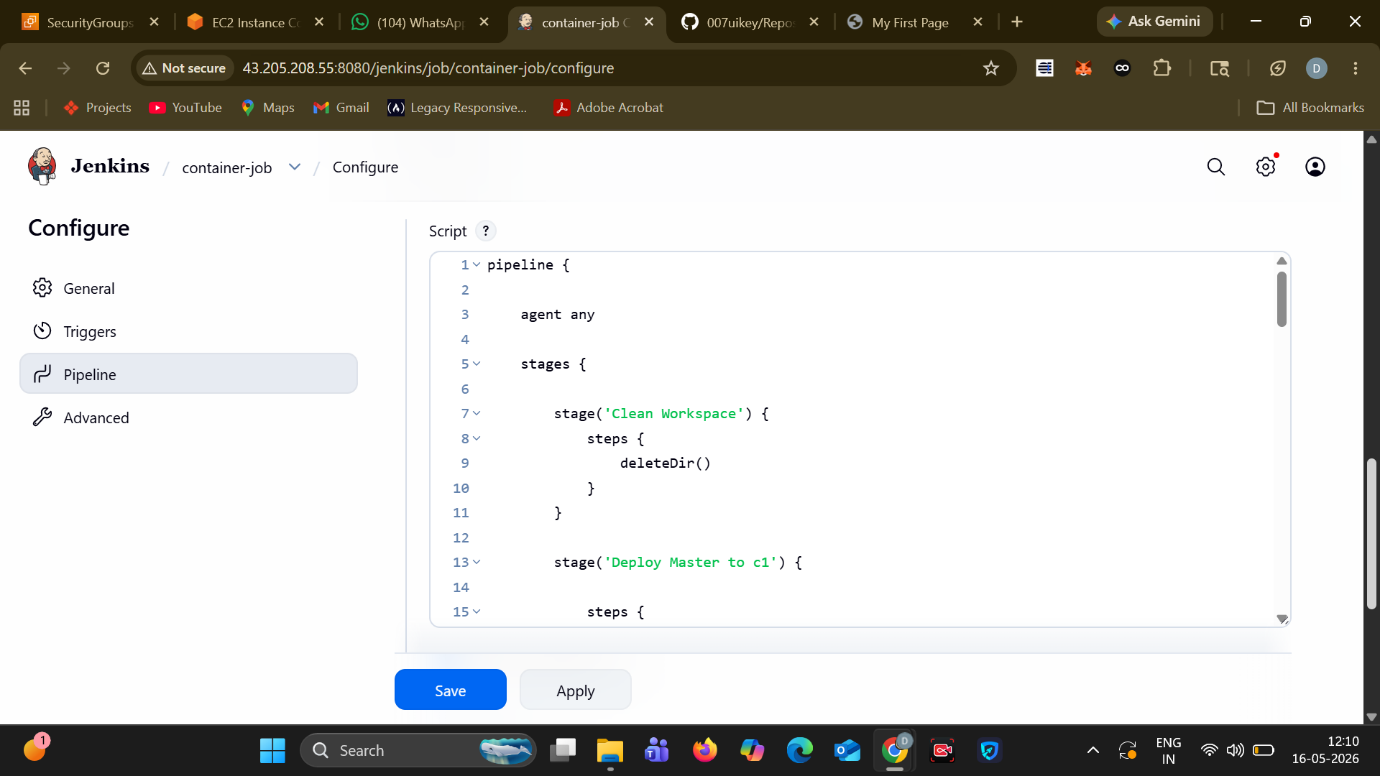 SecurityGroups
EC2 Instance Co
(104) WhatsApp
container-job C
007uikey/Repos
My First Page
Ask Gemini
Not secure
43.205.208.55:8080/jenkins/job/container-job/configure
D
Projects
YouTube
Maps
Gmail
Legacy Responsive...
Adobe Acrobat
All Bookmarks
Jenkins / container-job / Configure
Configure
General
Triggers
Pipeline
Advanced
Script ?
1 pipeline {
2
3 agent any
4
5 stages {
6
7 stage('Clean Workspace') {
8 steps {
9 deleteDir()
10 }
11 }
12
13 stage('Deploy Master to c1') {
14
15 steps {
Save
Apply
1
Search
D
ENG
IN
12:10
16-05-2026